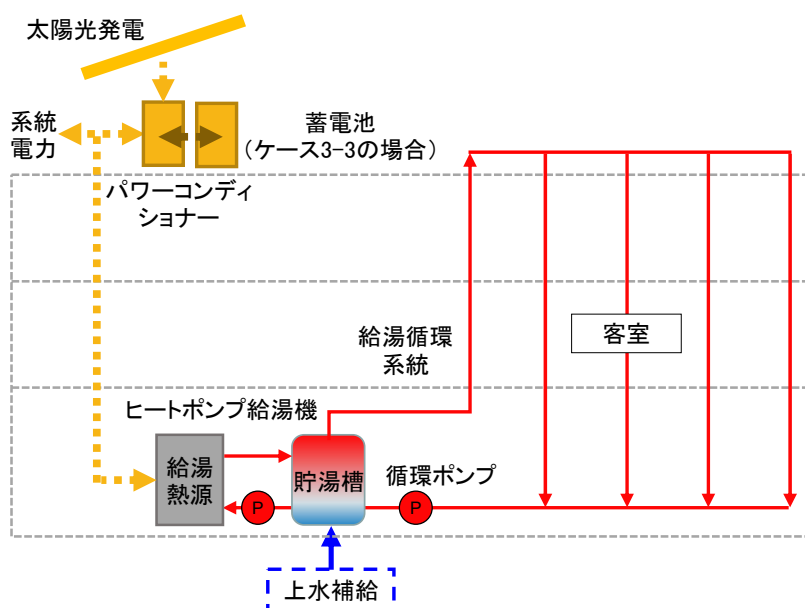 太陽光発電
系統
電力
蓄電池
（ケース3-3の場合）
パワーコンディ
ショナー
給湯循環
系統
客室
ヒートポンプ給湯機
給湯
熱源
貯湯槽
循環ポンプ
P
P
上水補給